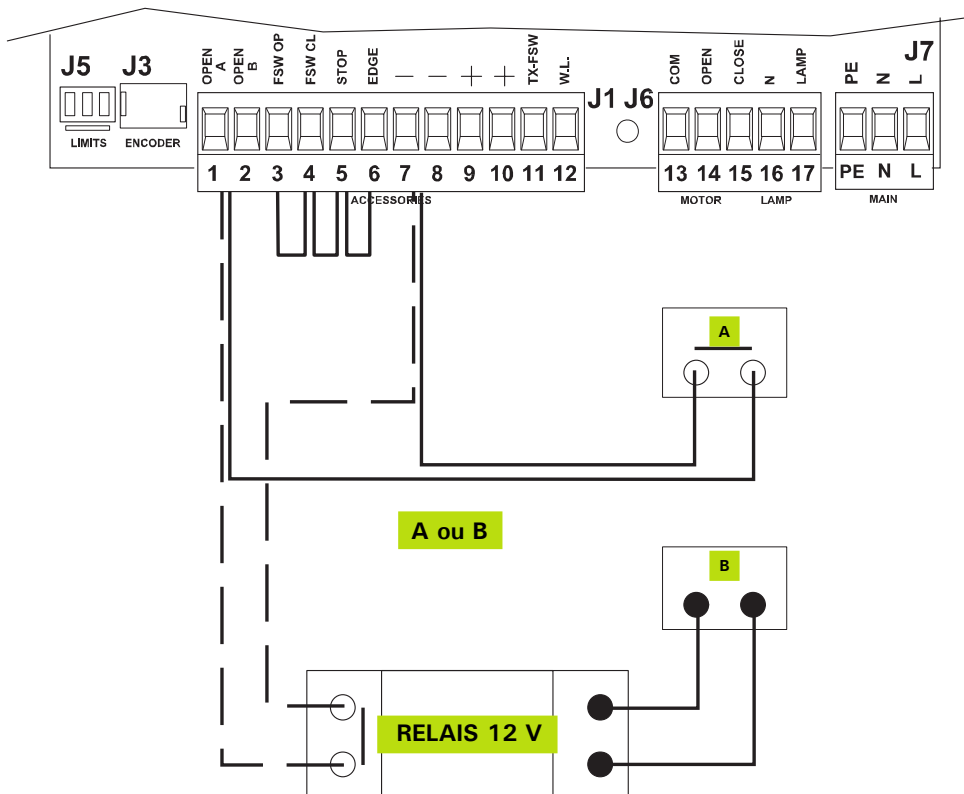 J5
J3
OPEN A
OPEN B
FSW OP
FSW CL
STOP
EDGE
—
—
+
+
TX-FSW
W.L.
J1 J6
COM
OPEN
CLOSE
N
LAMP
PE
N
L
J7
LIMITS
ENCODER
1 2 3 4 5 6 7 8 9 10 11 12
13 14 15 16 17
PE N L
ACCESSORIES
MOTOR
LAMP
MAIN
A
A ou B
B
RELAIS 12 V